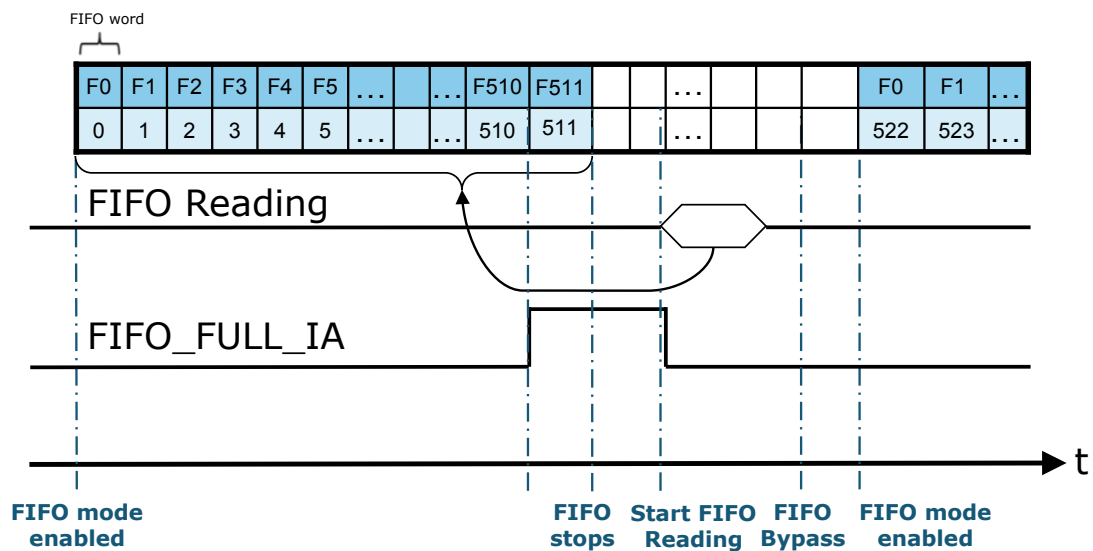 FIFO word
F0 F1 F2 F3 F4 F5 ... ... F510 F511 ... F0 F1 ...
0 1 2 3 4 5 ... ... 510 511 ... 522 523 ...
FIFO Reading
FIFO_FULL_IA
t
FIFO mode
enabled
FIFO
stops
Start FIFO
Reading
FIFO
Bypass
FIFO mode
enabled